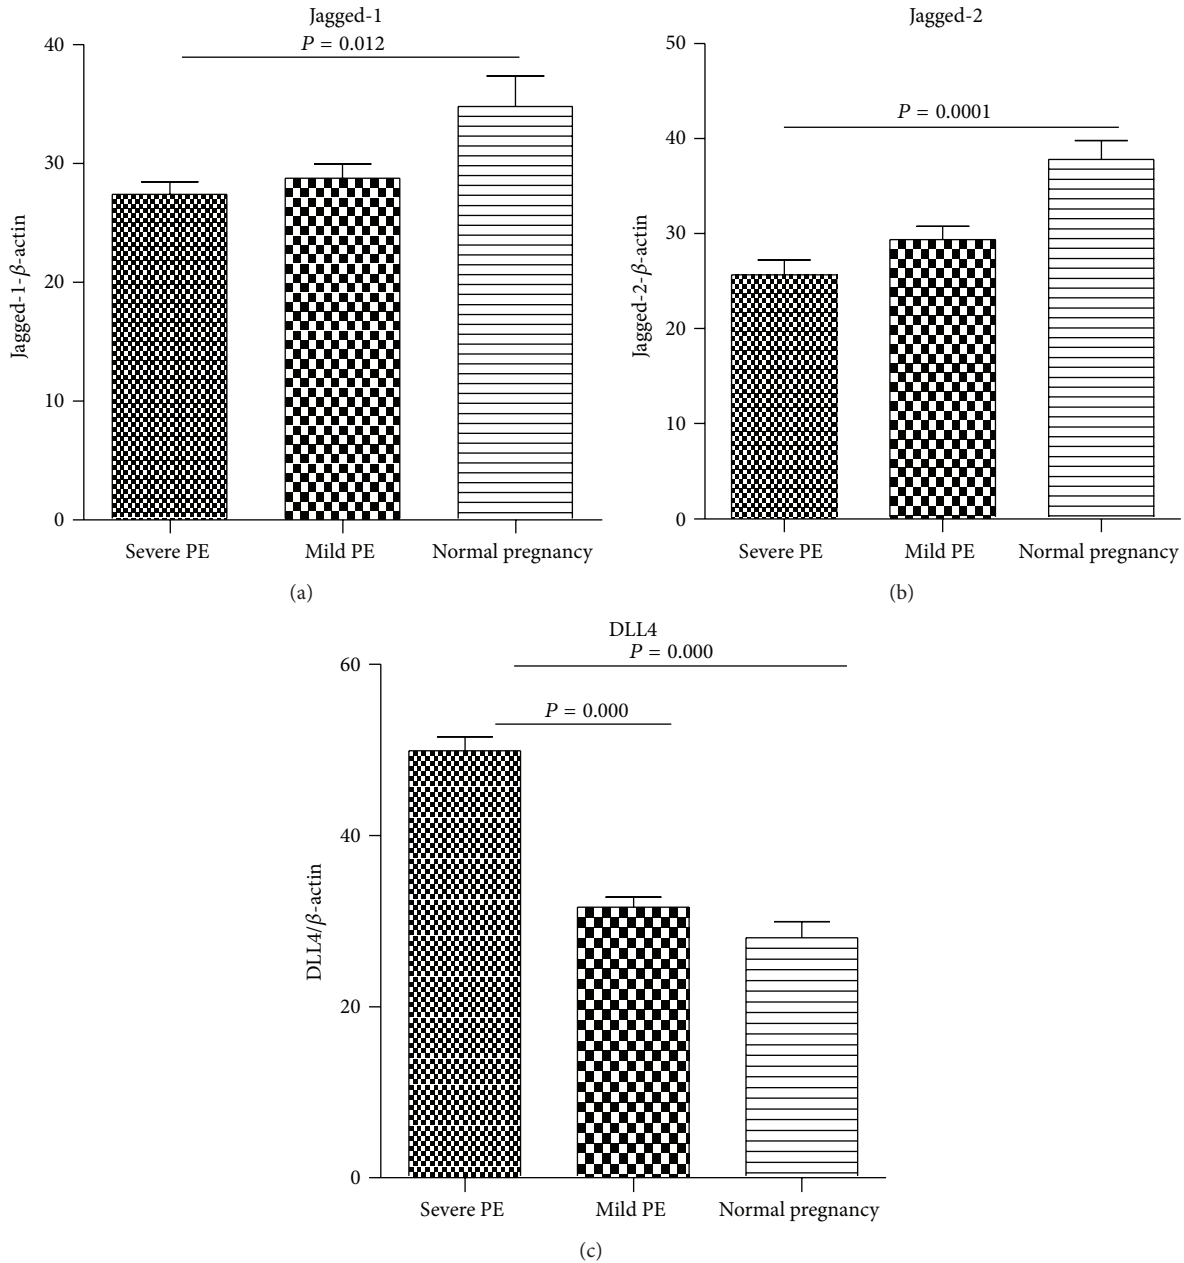 Jagged-1
P = 0.012
40
30
20
10
0
Jagged-1-β-actin
Severe PE Mild PE Normal pregnancy
(a)
Jagged-2
P = 0.0001
50
40
30
20
10
0
Jagged-2-β-actin
Severe PE Mild PE Normal pregnancy
(b)
DLL4
P = 0.000
P = 0.000
60
40
20
0
DLL4/β-actin
Severe PE Mild PE Normal pregnancy
(c)